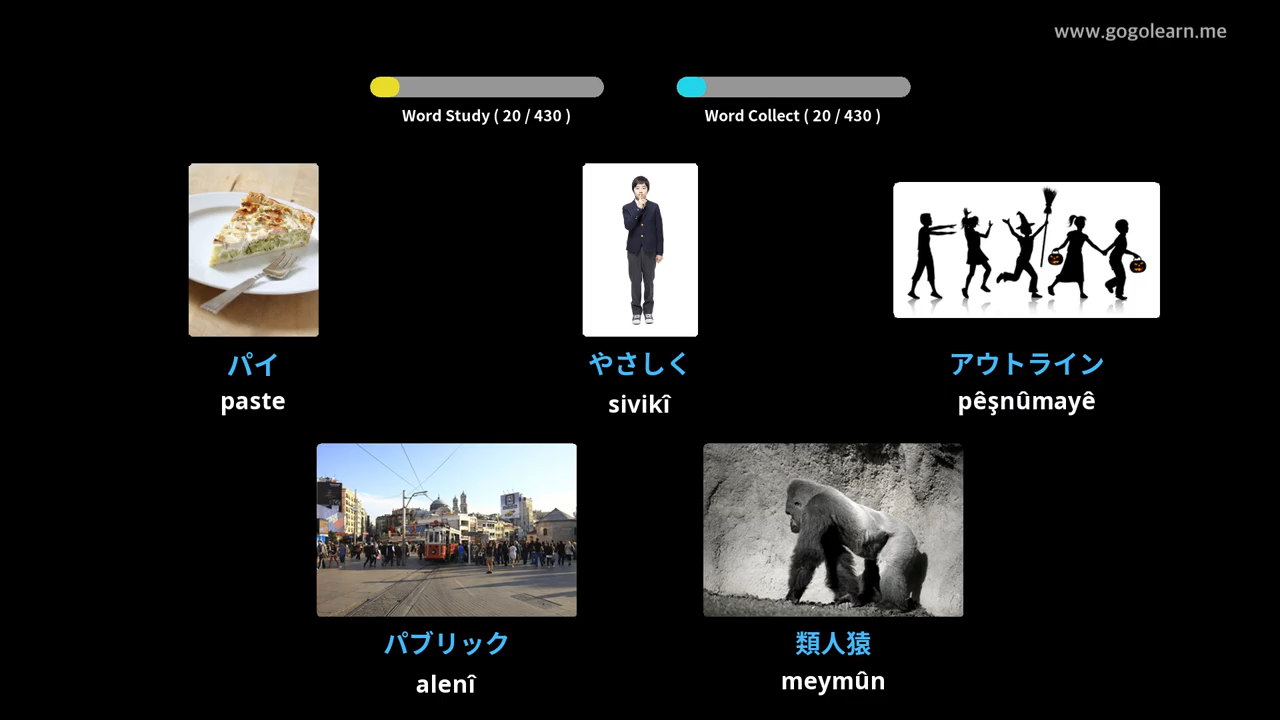 www.gogolearn.me
Word Study ( 20 / 430 )
Word Collect ( 20 / 430 )
パイ
paste
やさしく
sivikî
アウトライン
pêşnûmayê
パブリック
alenî
類人猿
meymûn